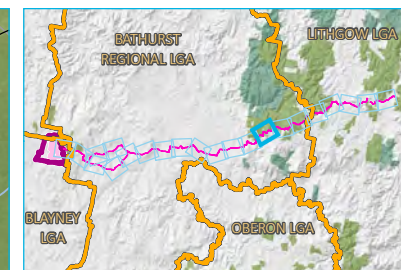 BATHURST
REGIONAL LGA
LITHGOW LGA
BLAYNEY
LGA
OBERON LGA